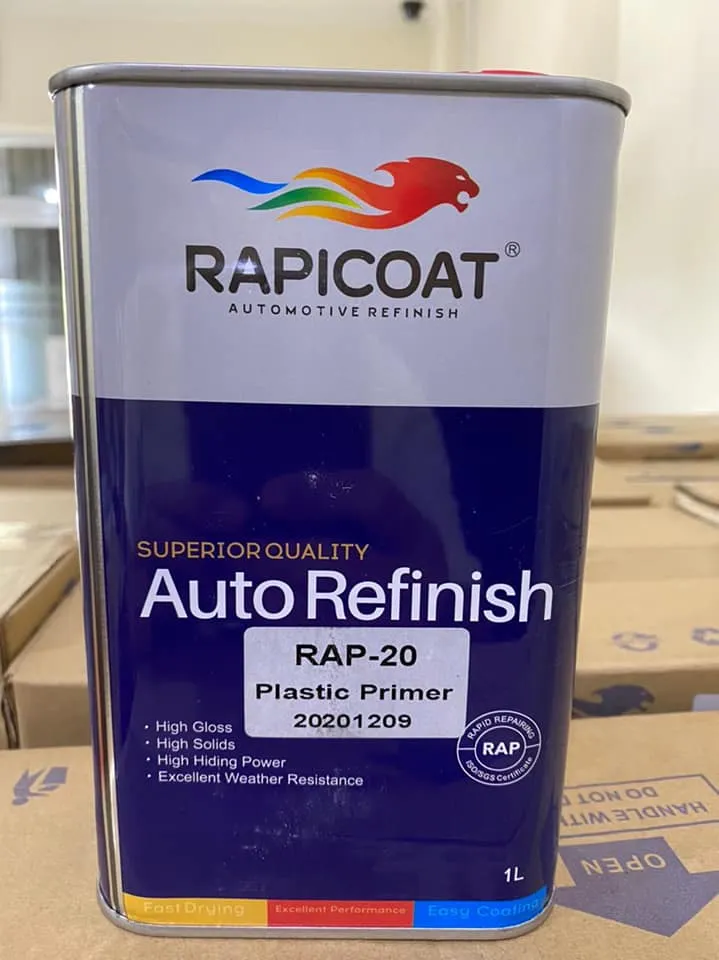 RAPICOAT®
AUTOMOTIVE REFINISH
SUPERIOR QUALITY
Auto Refinish
RAP-20
Plastic Primer
20201209
· High Gloss
· High Solids
· High Hiding Power
· Excellent Weather Resistance
RAPID REPAIRING
RAP
ISO/SGS Certificate
1L
Fast Drying
Excellent Performance
Easy Coating
HANDLE WITH
DO NOT
OPEN